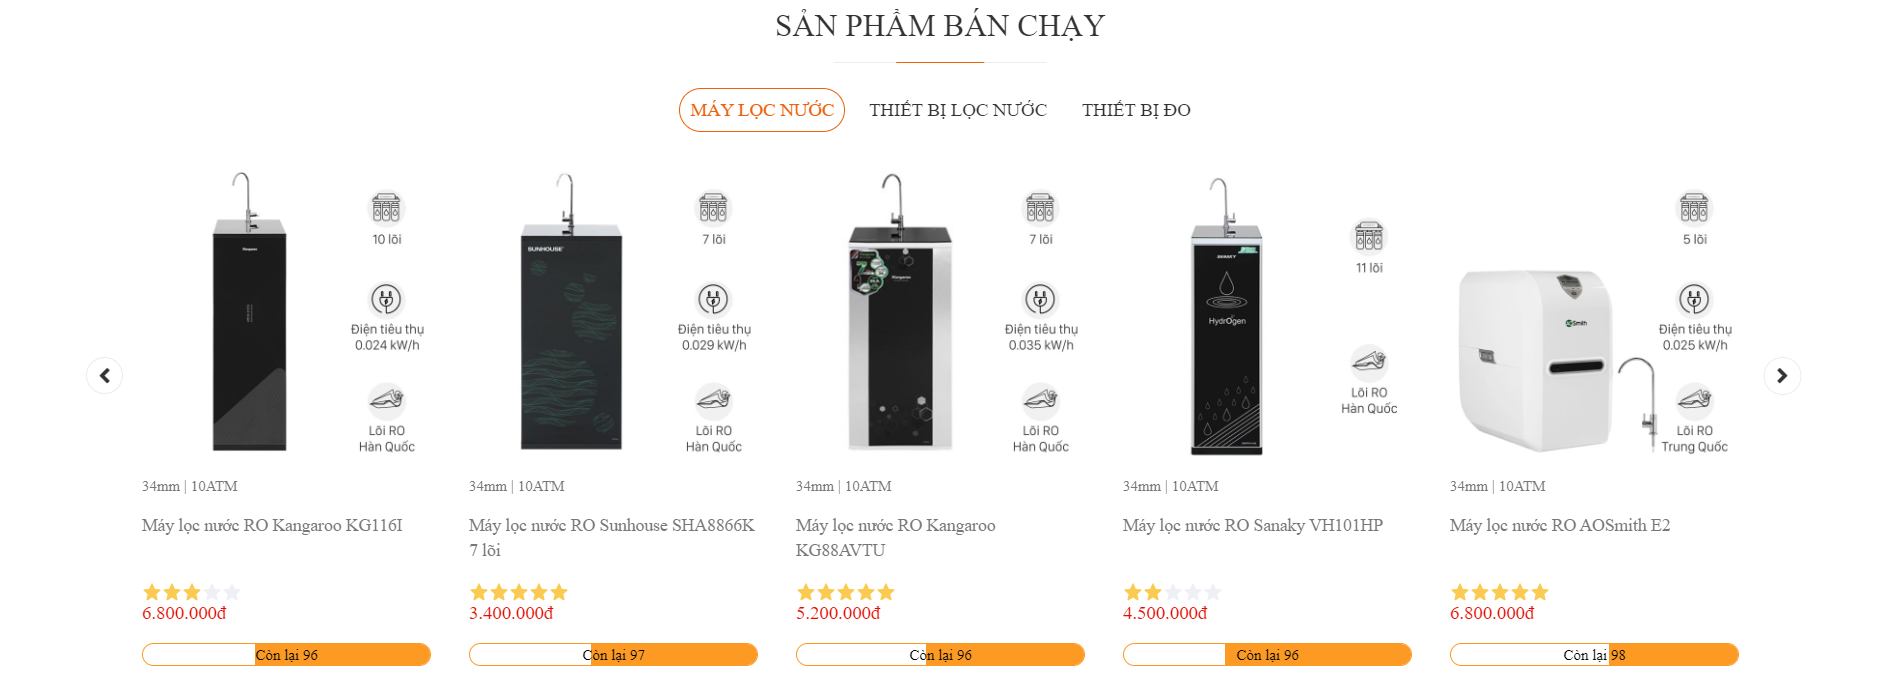 SẢN PHẨM BÁN CHẠY
MÁY LỌC NƯỚC
THIẾT BỊ LỌC NƯỚC
THIẾT BỊ ĐO
Kangaroo
10 lõi
Điện tiêu thụ
0.024 kW/h
Lõi RO
Hàn Quốc
34mm | 10ATM
Máy lọc nước RO Kangaroo KG116I
6.800.000đ
Còn lại 96
SUNHOUSE
7 lõi
Điện tiêu thụ
0.029 kW/h
Lõi RO
Hàn Quốc
34mm | 10ATM
Máy lọc nước RO Sunhouse SHA8866K
7 lõi
3.400.000đ
Còn lại 97
Kangaroo
7 lõi
Điện tiêu thụ
0.035 kW/h
Lõi RO
Hàn Quốc
34mm | 10ATM
Máy lọc nước RO Kangaroo
KG88AVTU
5.200.000đ
Còn lại 96
SANAKY
HydrOgen
11 lõi
Lõi RO
Hàn Quốc
34mm | 10ATM
Máy lọc nước RO Sanaky VH101HP
4.500.000đ
Còn lại 96
AOSmith
5 lõi
Điện tiêu thụ
0.025 kW/h
Lõi RO
Trung Quốc
34mm | 10ATM
Máy lọc nước RO AOSmith E2
6.800.000đ
Còn lại 98